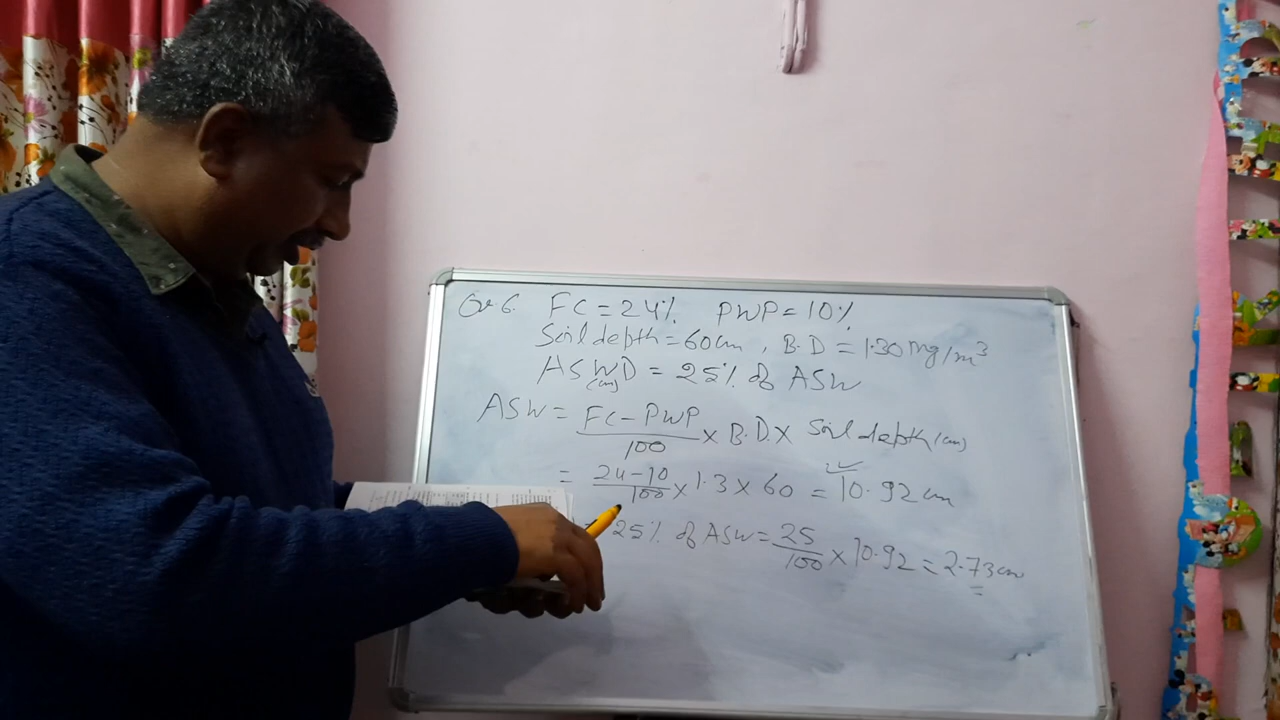 Qr 6. FC = 24% PWP = 10%
Soil depth = 60cm, B.D = 1.30 Mg/m³
ASWD = 25% of ASW
(cm)
ASW = FC - PWP / 100 × B.D. × Soil depth (cm)
= 24-10 / 100 × 1.3 × 60 = 10.92 cm
= 25% of ASW = 25 / 100 × 10.92 = 2.73 cm